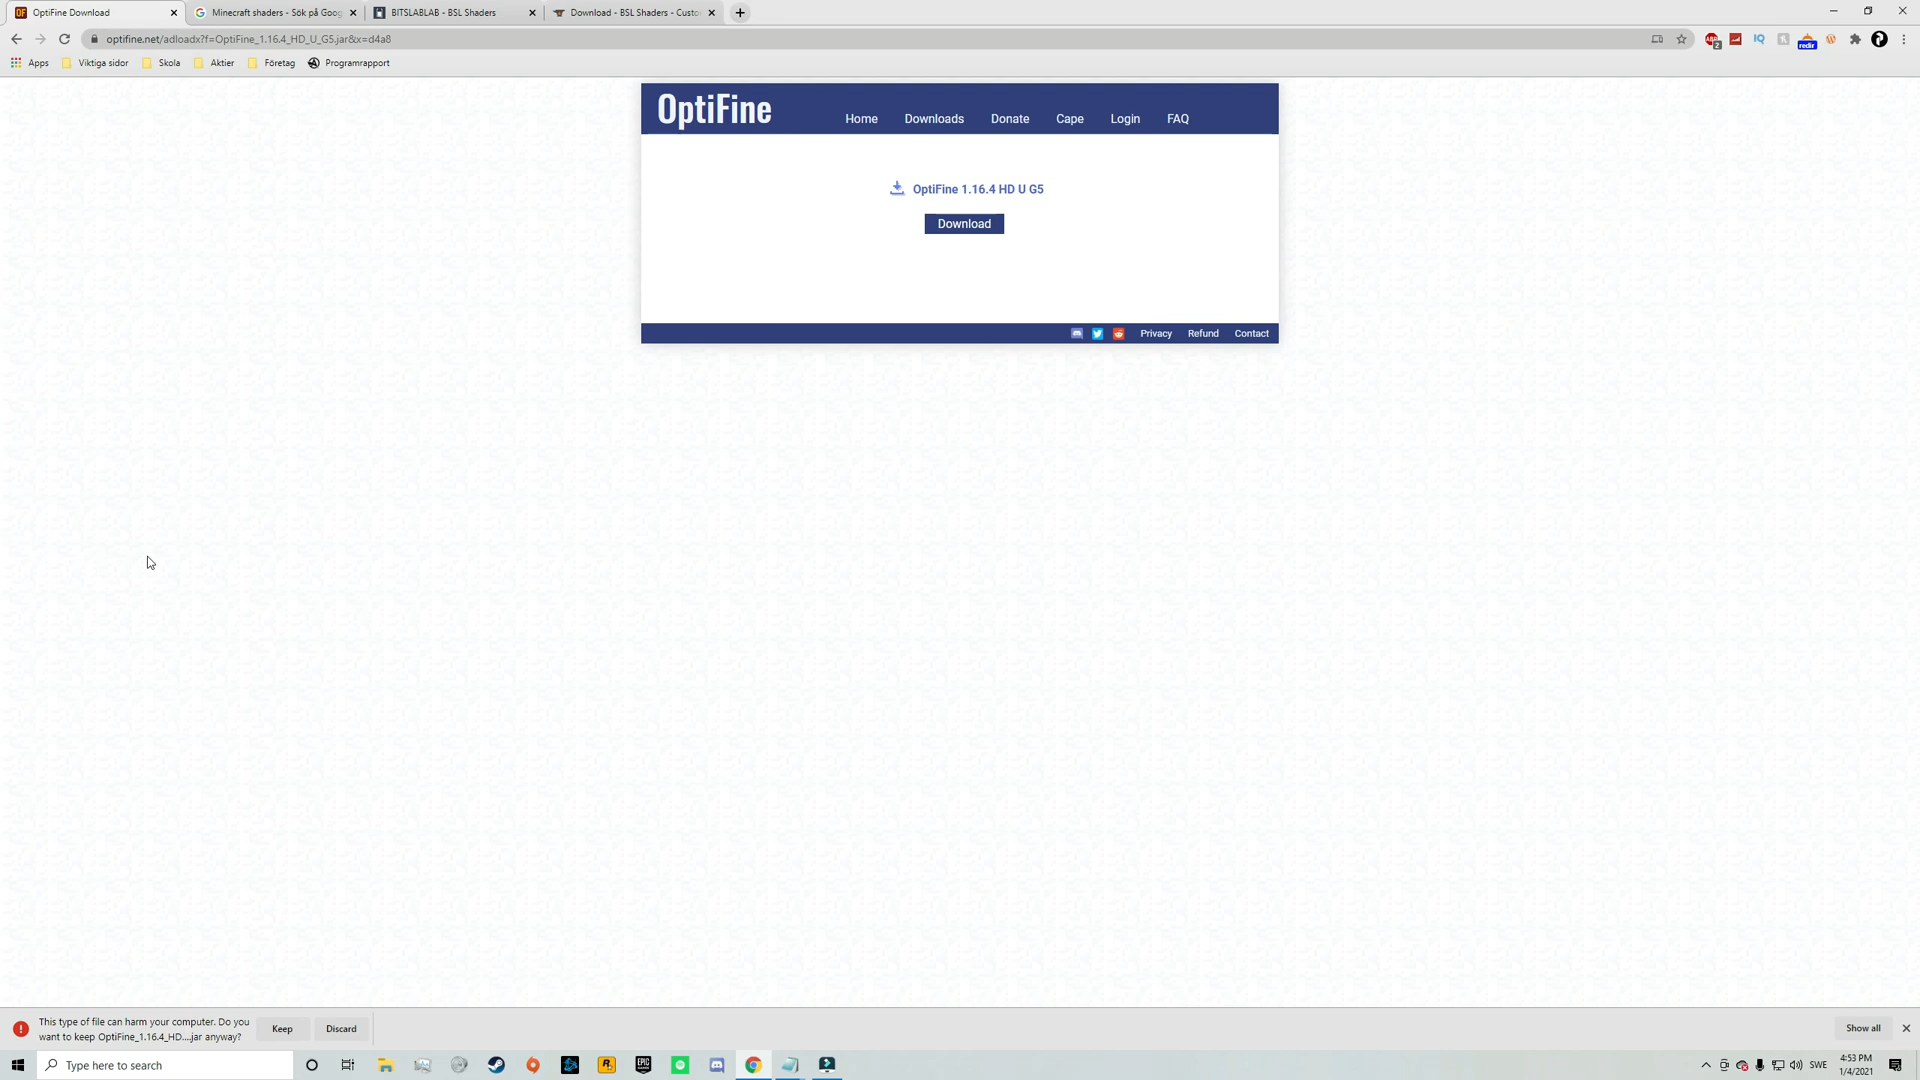 OptiFine Download
Minecraft shaders - Sök på Goog
BITSLABLAB - BSL Shaders
Download - BSL Shaders - Custo
optifine.net/adloadx?f=OptiFine_1.16.4_HD_U_G5.jar&x=d4a8
Apps
Viktiga sidor
Skola
Aktier
Företag
Programrapport
OptiFine
Home
Downloads
Donate
Cape
Login
FAQ
OptiFine 1.16.4 HD U G5
Download
Privacy
Refund
Contact
This type of file can harm your computer. Do you
want to keep OptiFine_1.16.4_HD....jar anyway?
Keep
Discard
Show all
Type here to search
SWE
4:53 PM
1/4/2021